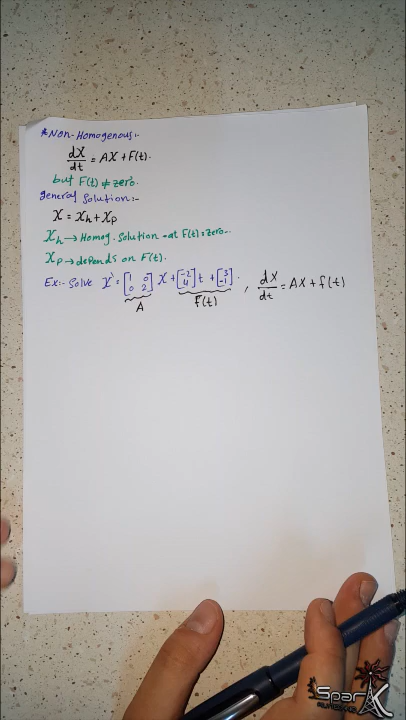 *Non-Homogenous:-
dX/dt = AX + F(t).
but F(t) ≠ zero.
general solution:-
X = Xh + Xp
Xh → Homog. Solution at F(t)=zero..
Xp → depends on F(t).
Ex:- Solve X' = [1 0; 0 2] X + [-2; 4] t + [3; -1] . , dX/dt = AX + f(t)
A F(t)
Spark